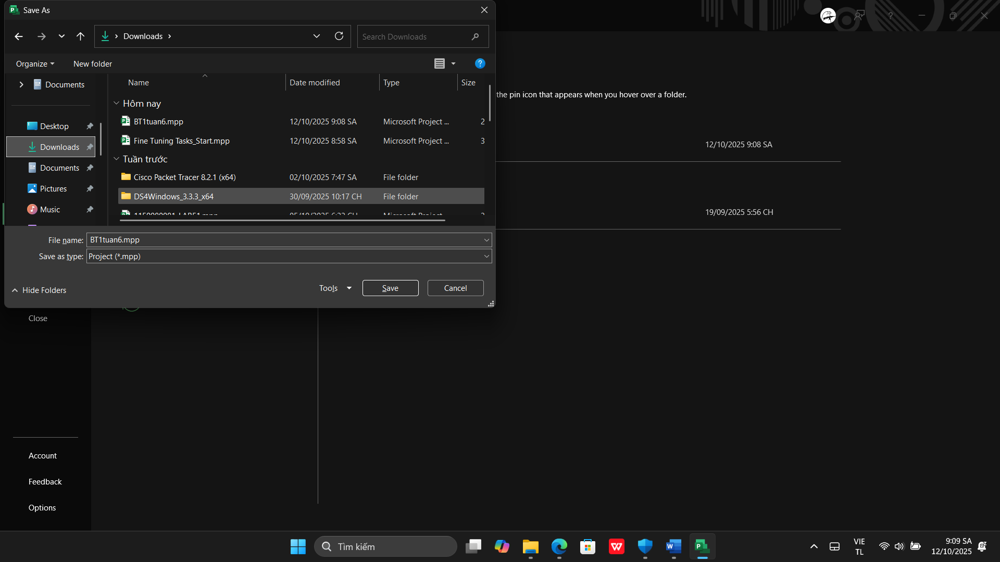 Save As
Downloads
Search Downloads
Organize
New folder
?
Documents
Name
Date modified
Type
Size
the pin icon that appears when you hover over a folder.
Hôm nay
BT1tuan6.mpp
12/10/2025 9:08 SA
Microsoft Project ...
2
Desktop
Fine Tuning Tasks_Start.mpp
12/10/2025 8:58 SA
Microsoft Project ...
3
12/10/2025 9:08 SA
Downloads
Tuần trước
Documents
Cisco Packet Tracer 8.2.1 (x64)
02/10/2025 7:47 SA
File folder
Pictures
DS4Windows_3.3.3_x64
30/09/2025 10:17 CH
File folder
Music
19/09/2025 5:56 CH
File name:
BT1tuan6.mpp
Save as type:
Project (*.mpp)
Hide Folders
Tools
Save
Cancel
Close
Account
Feedback
Options
Tìm kiếm
VIE
TL
9:09 SA
12/10/2025